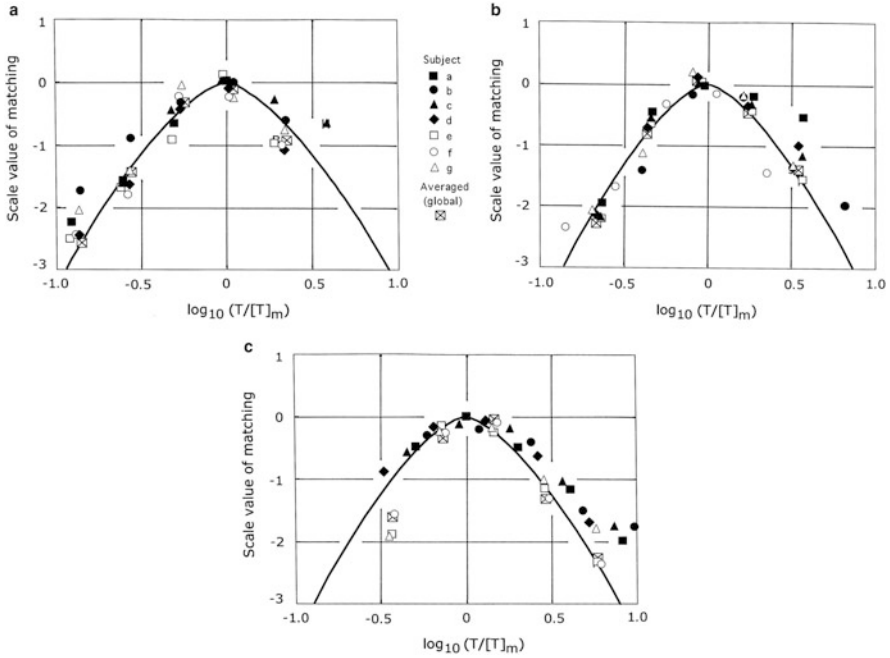 a
1
0
-1
-2
-3
-1.0
-0.5
0
0.5
1.0
Scale value of matching
log10 (T/[T]m)
Subject
a
b
c
d
e
f
g
Averaged
(global)
b
1
0
-1
-2
-3
-1.0
-0.5
0
0.5
1.0
Scale value of matching
log10 (T/[T]m)
c
1
0
-1
-2
-3
-1.0
-0.5
0
0.5
1.0
Scale value of matching
log10 (T/[T]m)